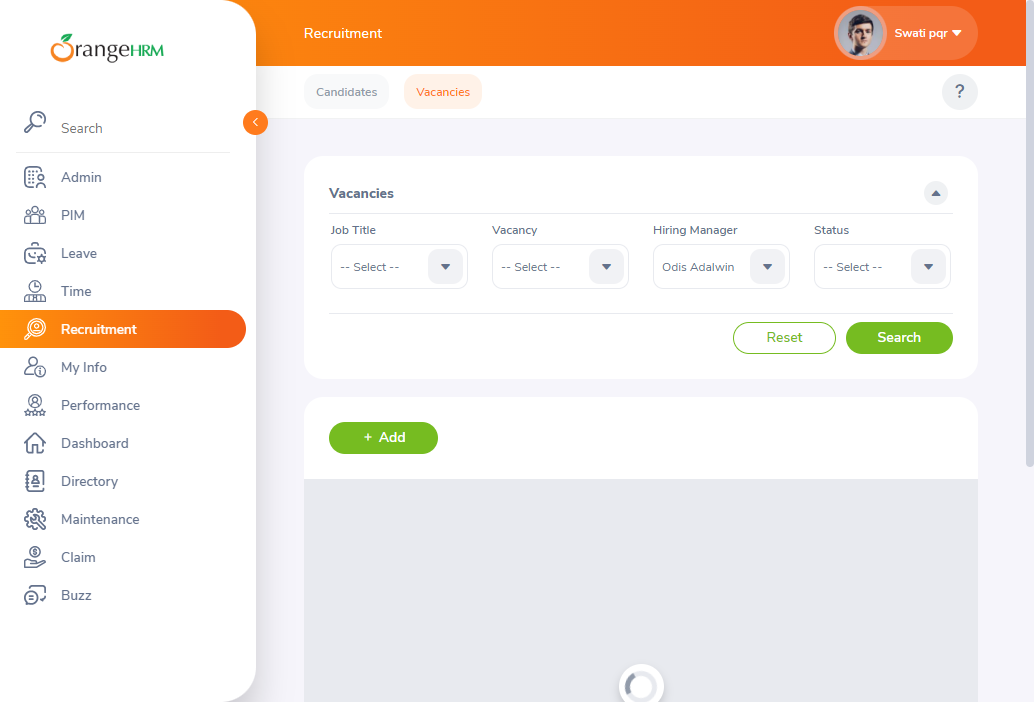 OrangeHRM
Recruitment
Swati pqr
Candidates
Vacancies
?
Search
Admin
PIM
Leave
Time
Recruitment
My Info
Performance
Dashboard
Directory
Maintenance
Claim
Buzz
Vacancies
Job Title
Vacancy
Hiring Manager
Status
-- Select --
-- Select --
Odis Adalwin
-- Select --
Reset
Search
+ Add